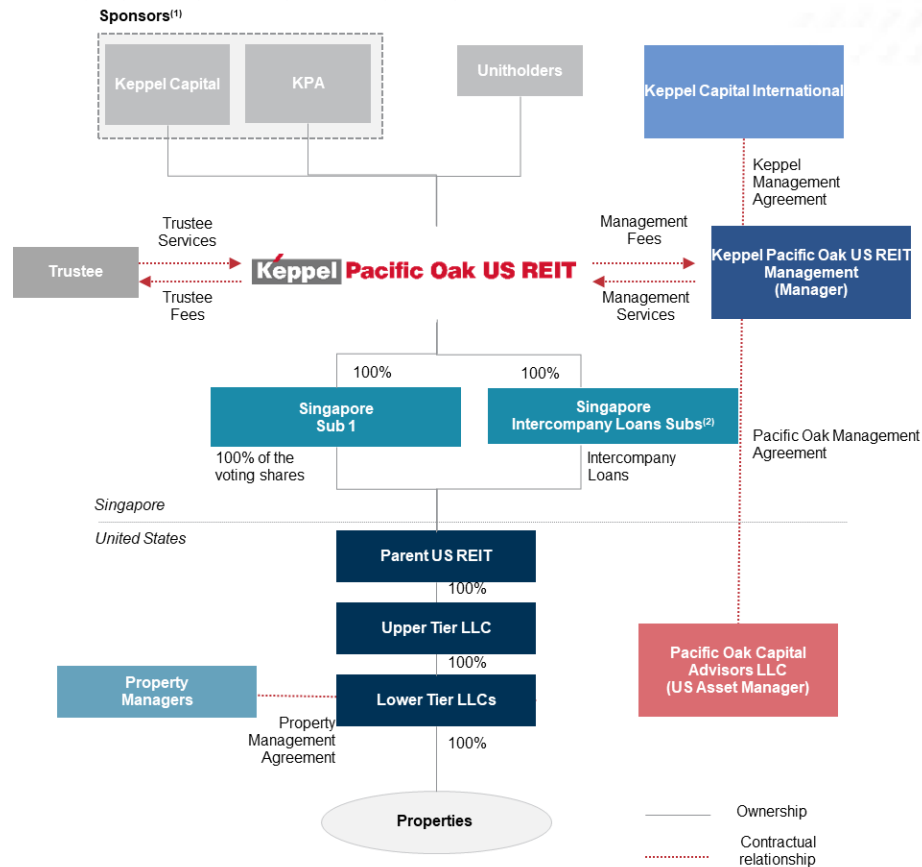 Sponsors(1)
Keppel Capital
KPA
Unitholders
Keppel Capital International
Keppel
Management
Agreement
Trustee
Services
Management
Fees
Trustee
Keppel Pacific Oak US REIT
Keppel Pacific Oak US REIT
Management
(Manager)
Trustee
Fees
Management
Services
100%
100%
Singapore
Sub 1
Singapore
Intercompany Loans Subs(2)
Pacific Oak Management
Agreement
100% of the
voting shares
Intercompany
Loans
Singapore
United States
Parent US REIT
100%
Upper Tier LLC
100%
Pacific Oak Capital
Advisors LLC
(US Asset Manager)
Property
Managers
Lower Tier LLCs
Property
Management
Agreement
100%
Properties
Ownership
Contractual
relationship